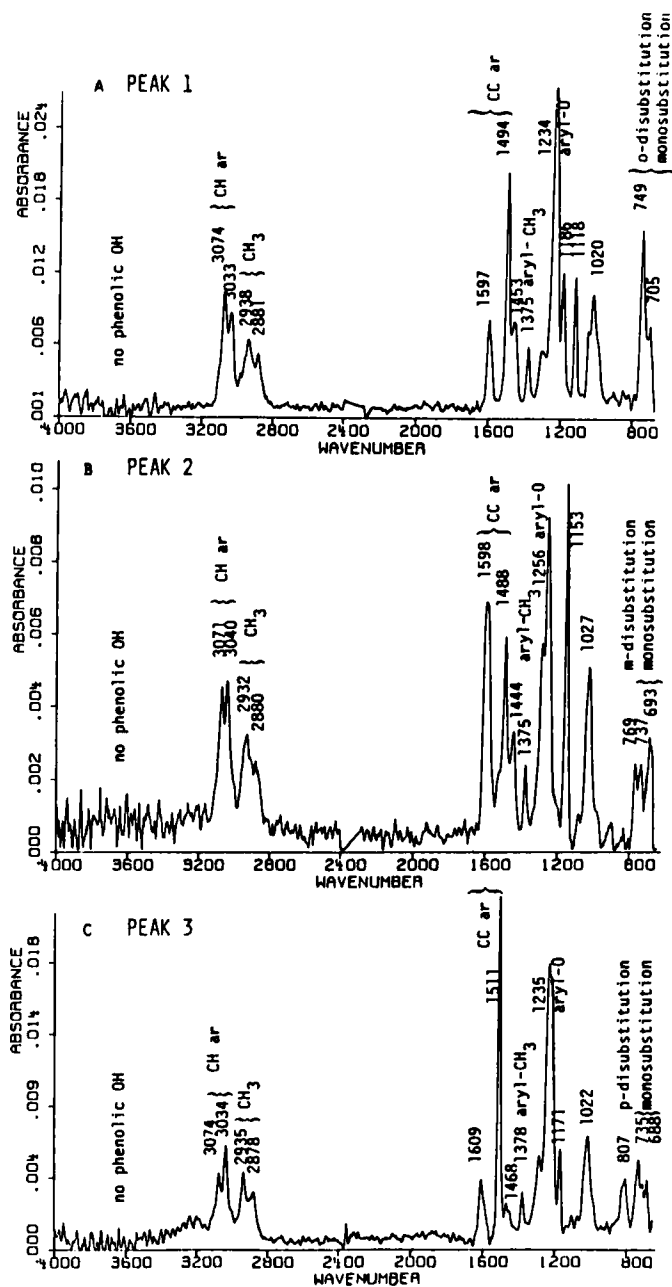 A PEAK 1
ABSORBANCE
.024
.018
.012
.006
.001
no phenolic OH
CH ar
3074
3033
CH3
2938
2881
CC ar
1597
1494
1453
1375 aryl-CH3
1234
aryl-O
1186
1118
1020
o-disubstitution
monosubstitution
749
705
4000 3600 3200 2800 2400 2000 1600 1200 800
WAVENUMBER
B PEAK 2
ABSORBANCE
.010
.008
.006
.004
.002
.000
no phenolic OH
CH ar
3071
3040
CH3
2932
2880
CC ar
1598
1488
1444
1375
aryl-CH3
1256 aryl-O
1153
1027
m-disubstitution
monosubstitution
769
737
693
4000 3600 3200 2800 2400 2000 1600 1200 800
WAVENUMBER
C PEAK 3
ABSORBANCE
.018
.014
.009
.004
.000
no phenolic OH
CH ar
3074
3034
CH3
2935
2878
CC ar
1609
1511
1468
1378 aryl-CH3
1235
aryl-O
1171
1022
p-disubstitution
monosubstitution
807
735
688
4000 3600 3200 2800 2400 2000 1600 1200 800
WAVENUMBER